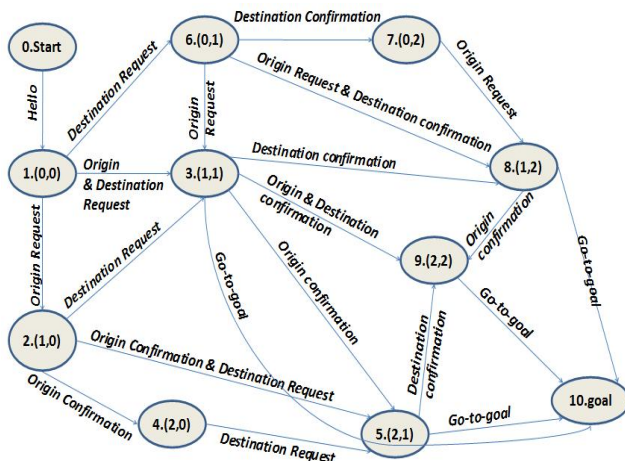 Destination Confirmation
0.Start
6.(0,1)
7.(0,2)
Hello
Destination Request
Origin
Request
Origin Request & Destination confirmation
Origin Request
1.(0,0)
Origin
& Destination
Request
3.(1,1)
Destination confirmation
8.(1,2)
Origin & Destination
confirmation
Origin
confirmation
9.(2,2)
Origin Request
Destination Request
Go-to-goal
Origin confirmation
Go-to-goal
Go-to-goal
2.(1,0)
Origin Confirmation & Destination Request
Destination
confirmation
Origin Confirmation
4.(2,0)
Destination Request
5.(2,1)
Go-to-goal
10.goal